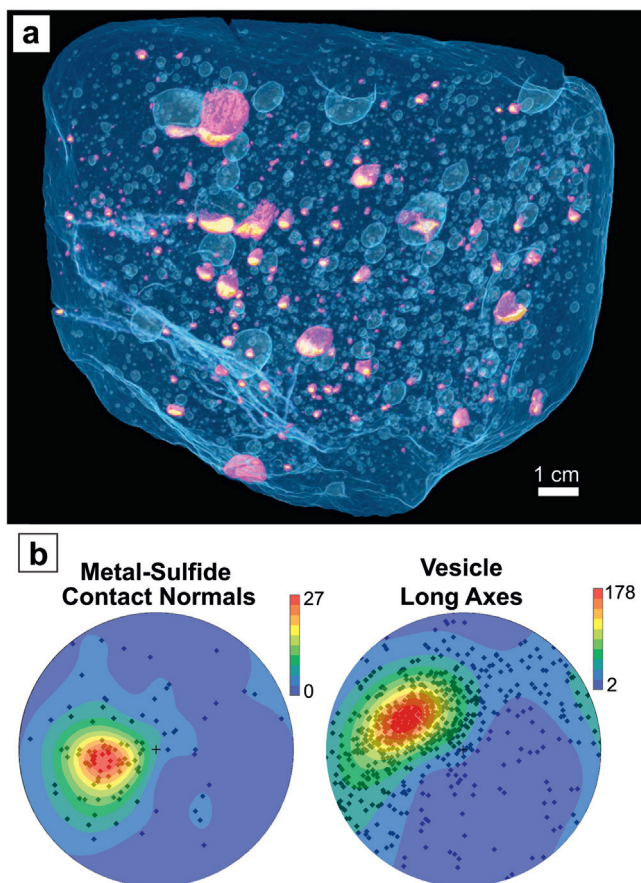 a
1 cm
b
Metal-Sulfide
Contact Normals
27
0
Vesicle
Long Axes
178
2